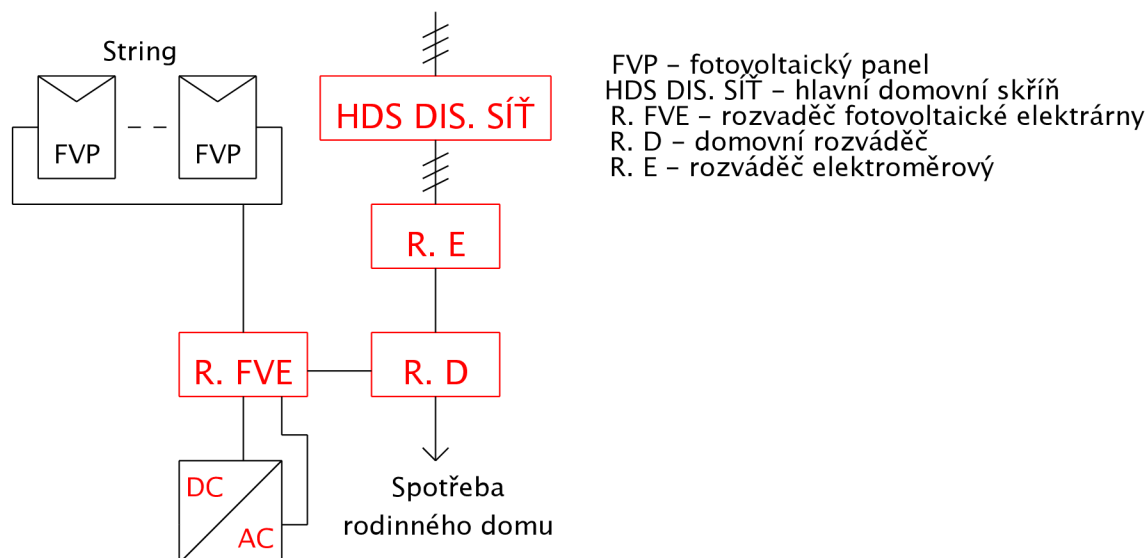 String
FVP
FVP
HDS DIS. SÍŤ
R. E
R. FVE
R. D
DC
AC
Spotřeba
rodinného domu
FVP – fotovoltaický panel
HDS DIS. SÍŤ – hlavní domovní skříň
R. FVE – rozvaděč fotovoltaické elektrárny
R. D – domovní rozváděč
R. E – rozváděč elektroměrový